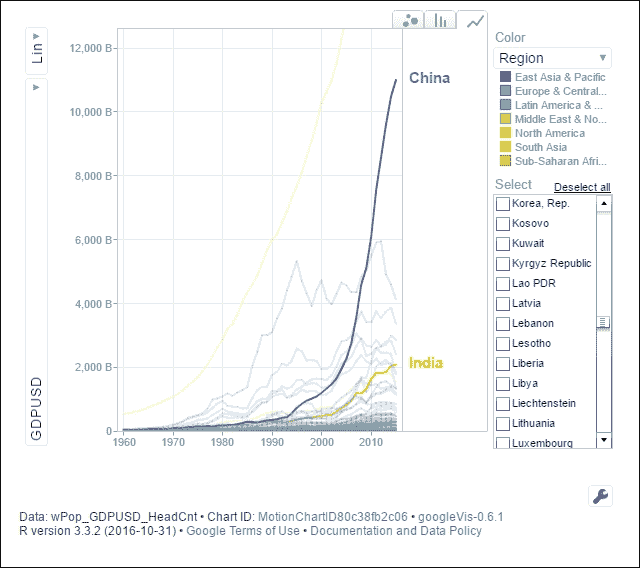 Color
Lin
Region
12,000 B
China
East Asia & Pacific
Europe & Central...
Latin America & ...
10,000 B
Middle East & No...
North America
South Asia
8,000 B
Sub-Saharan Afri...
Select Deselect all
Korea, Rep.
Kosovo
6,000 B
Kuwait
Kyrgyz Republic
Lao PDR
4,000 B
Latvia
Lebanon
Lesotho
2,000 B
India
Liberia
Libya
GDPUSD
Liechtenstein
Lithuania
0
Luxembourg
1960 1970 1980 1990 2000 2010
Data: wPop_GDPUSD_HeadCnt • Chart ID: MotionChartID80c38fb2c06 • googleVis-0.6.1
R version 3.3.2 (2016-10-31) • Google Terms of Use • Documentation and Data Policy